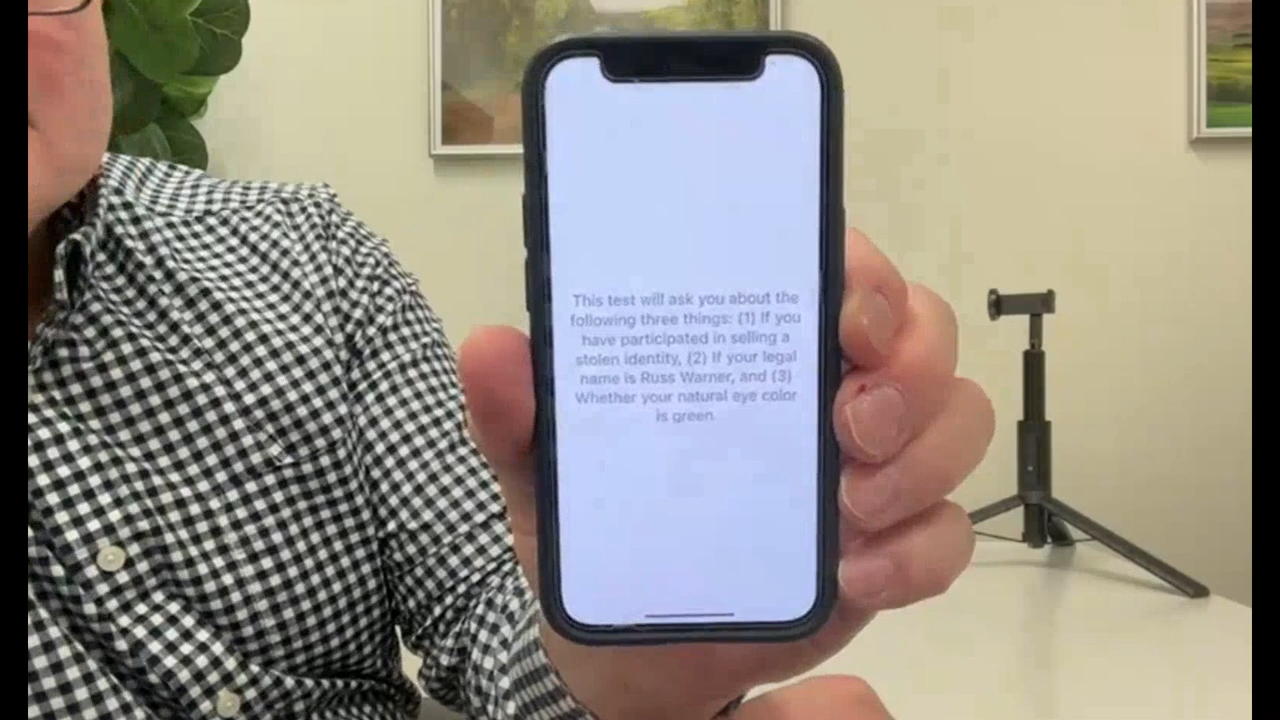 This test will ask you about the
following three things: (1) If you
have participated in selling a
stolen identity, (2) If your legal
name is Russ Warner, and (3)
Whether your natural eye color
is green.